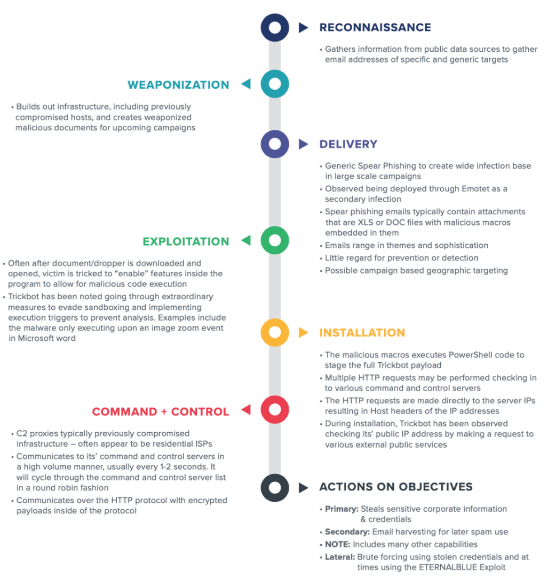 RECONNAISSANCE
• Gathers information from public data sources to gather
email addresses of specific and generic targets
WEAPONIZATION
• Builds out infrastructure, including previously
compromised hosts, and creates weaponized
malicious documents for upcoming campaigns
DELIVERY
• Generic Spear Phishing to create wide infection base
in large scale campaigns
• Observed being deployed through Emotet as a
secondary infection
• Spear phishing emails typically contain attachments
that are XLS or DOC files with malicious macros
embedded in them
• Emails range in themes and sophistication
• Little regard for prevention or detection
• Possible campaign based geographic targeting
EXPLOITATION
• Often after document/dropper is downloaded and
opened, victim is tricked to “enable” features inside the
program to allow for malicious code execution
• Trickbot has been noted going through extraordinary
measures to evade sandboxing and implementing
execution triggers to prevent analysis. Examples include
the malware only executing upon an image zoom event
in Microsoft word
INSTALLATION
• The malicious macros executes PowerShell code to
stage the full Trickbot payload
• Multiple HTTP requests may be performed checking in
to various command and control servers
• The HTTP requests are made directly to the server IPs
resulting in Host headers of the IP addresses
• During installation, Trickbot has been observed
checking its’ public IP address by making a request to
various external public services
COMMAND + CONTROL
• C2 proxies typically previously compromised
infrastructure – often appear to be residential ISPs
• Communicates to its’ command and control servers in
a high volume manner, usually every 1-2 seconds. It
will cycle through the command and control server list
in a round robin fashion
• Communicates over the HTTP protocol with encrypted
payloads inside of the protocol
ACTIONS ON OBJECTIVES
• Primary: Steals sensitive corporate information
& credentials
• Secondary: Email harvesting for later spam use
• NOTE: Includes many other capabilities
• Lateral: Brute forcing using stolen credentials and at
times using the ETERNALBLUE Exploit